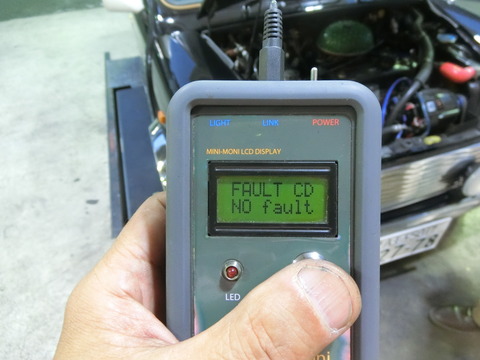 LIGHT LINK POWER
MINI-MONI LCD DISPLAY
FAULT CD
NO fault
LED